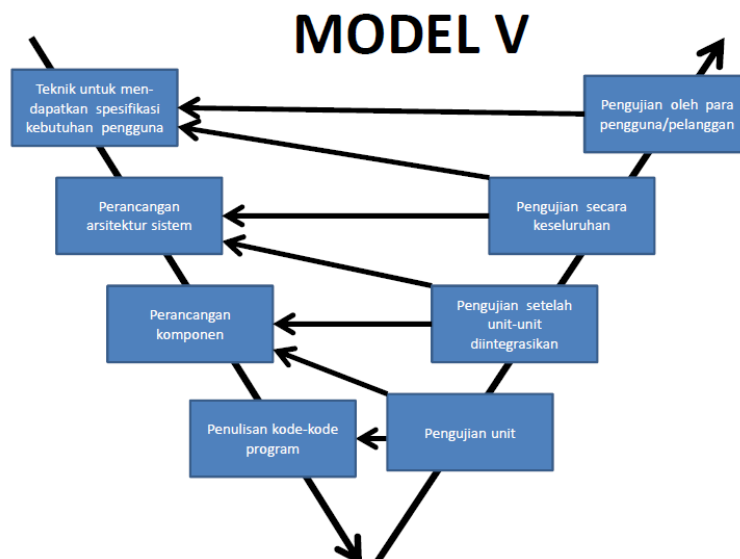 MODEL V
Teknik untuk men-
dapatkan spesifikasi
kebutuhan pengguna
Pengujian oleh para
pengguna/pelanggan
Perancangan
arsitektur sistem
Pengujian secara
keseluruhan
Perancangan
komponen
Pengujian setelah
unit-unit
diintegrasikan
Penulisan kode-kode
program
Pengujian unit